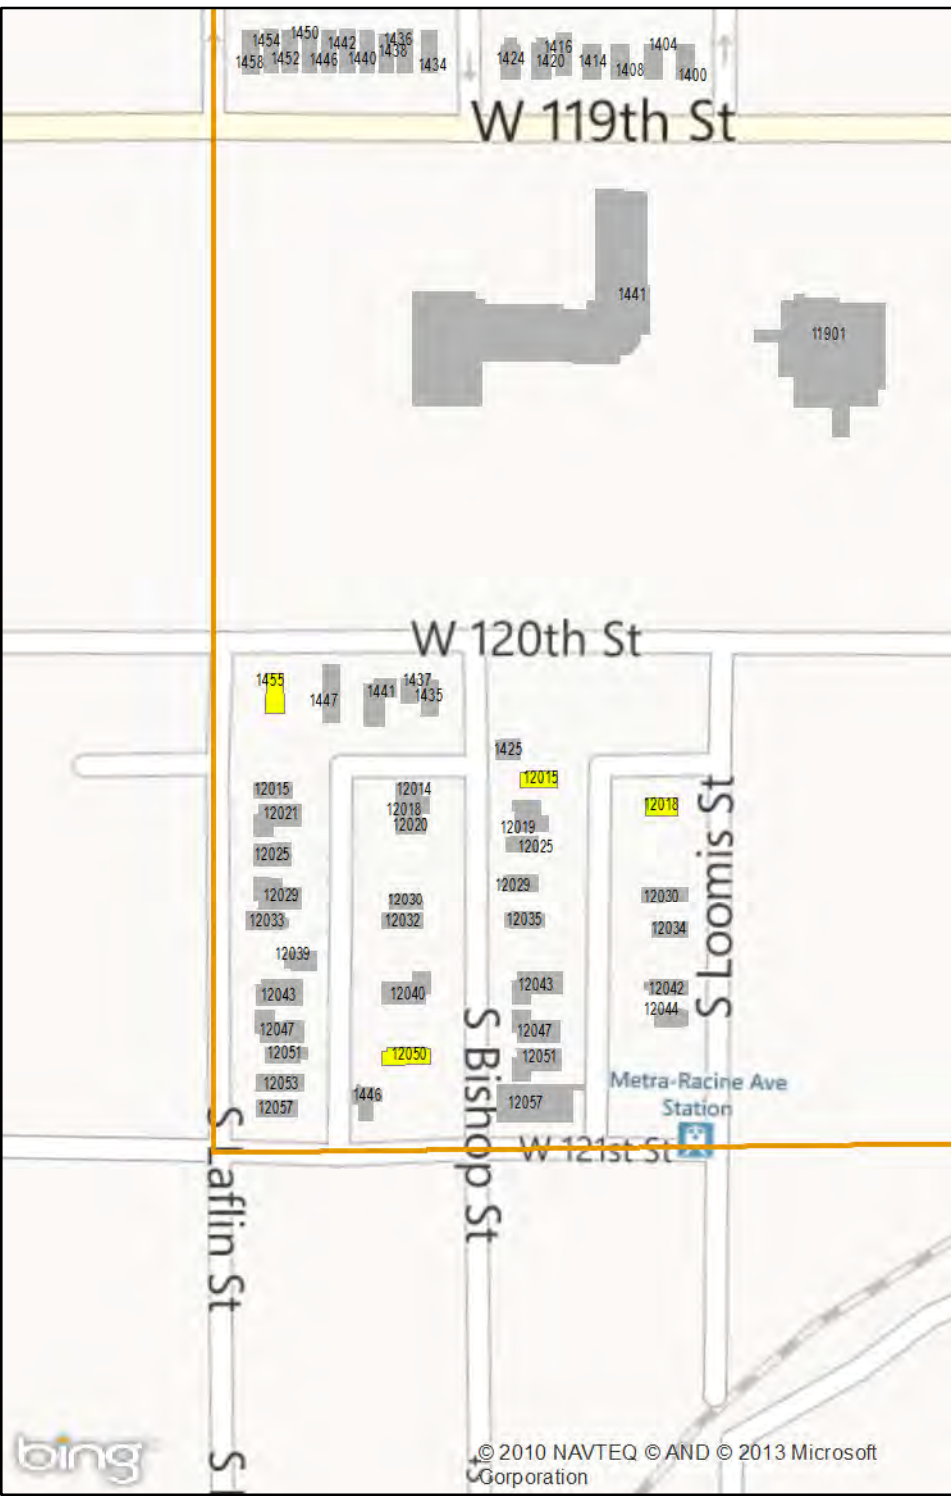 1454 1450 1442 1436
1458 1452 1446 1440 1438 1434
1424 1416 1420 1414 1408 1404 1400
W 119th St
1441
11901
W 120th St
1455
1447
1441
1437
1435
1425
12015
12015
12014
12018
12018
12021
12020
12019
12025
12025
12029
12029
12030
12030
12033
12032
12035
12034
12039
12043
12040
12043
12042
12044
12047
12047
12051
12050
12051
12053
12057
1446
12057
S Loomis St
S Bishop St
Metra-Racine Ave
Station
W 121st St
S Laflin St
bing
© 2010 NAVTEQ © AND © 2013 Microsoft
Corporation